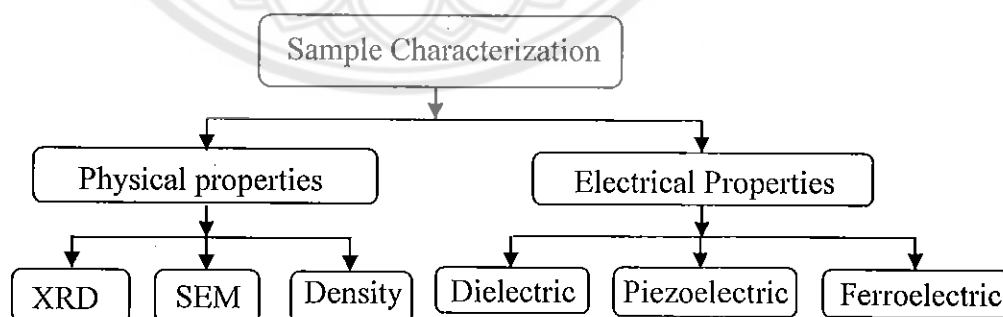 Sample Characterization
Physical properties
Electrical Properties
XRD
SEM
Density
Dielectric
Piezoelectric
Ferroelectric